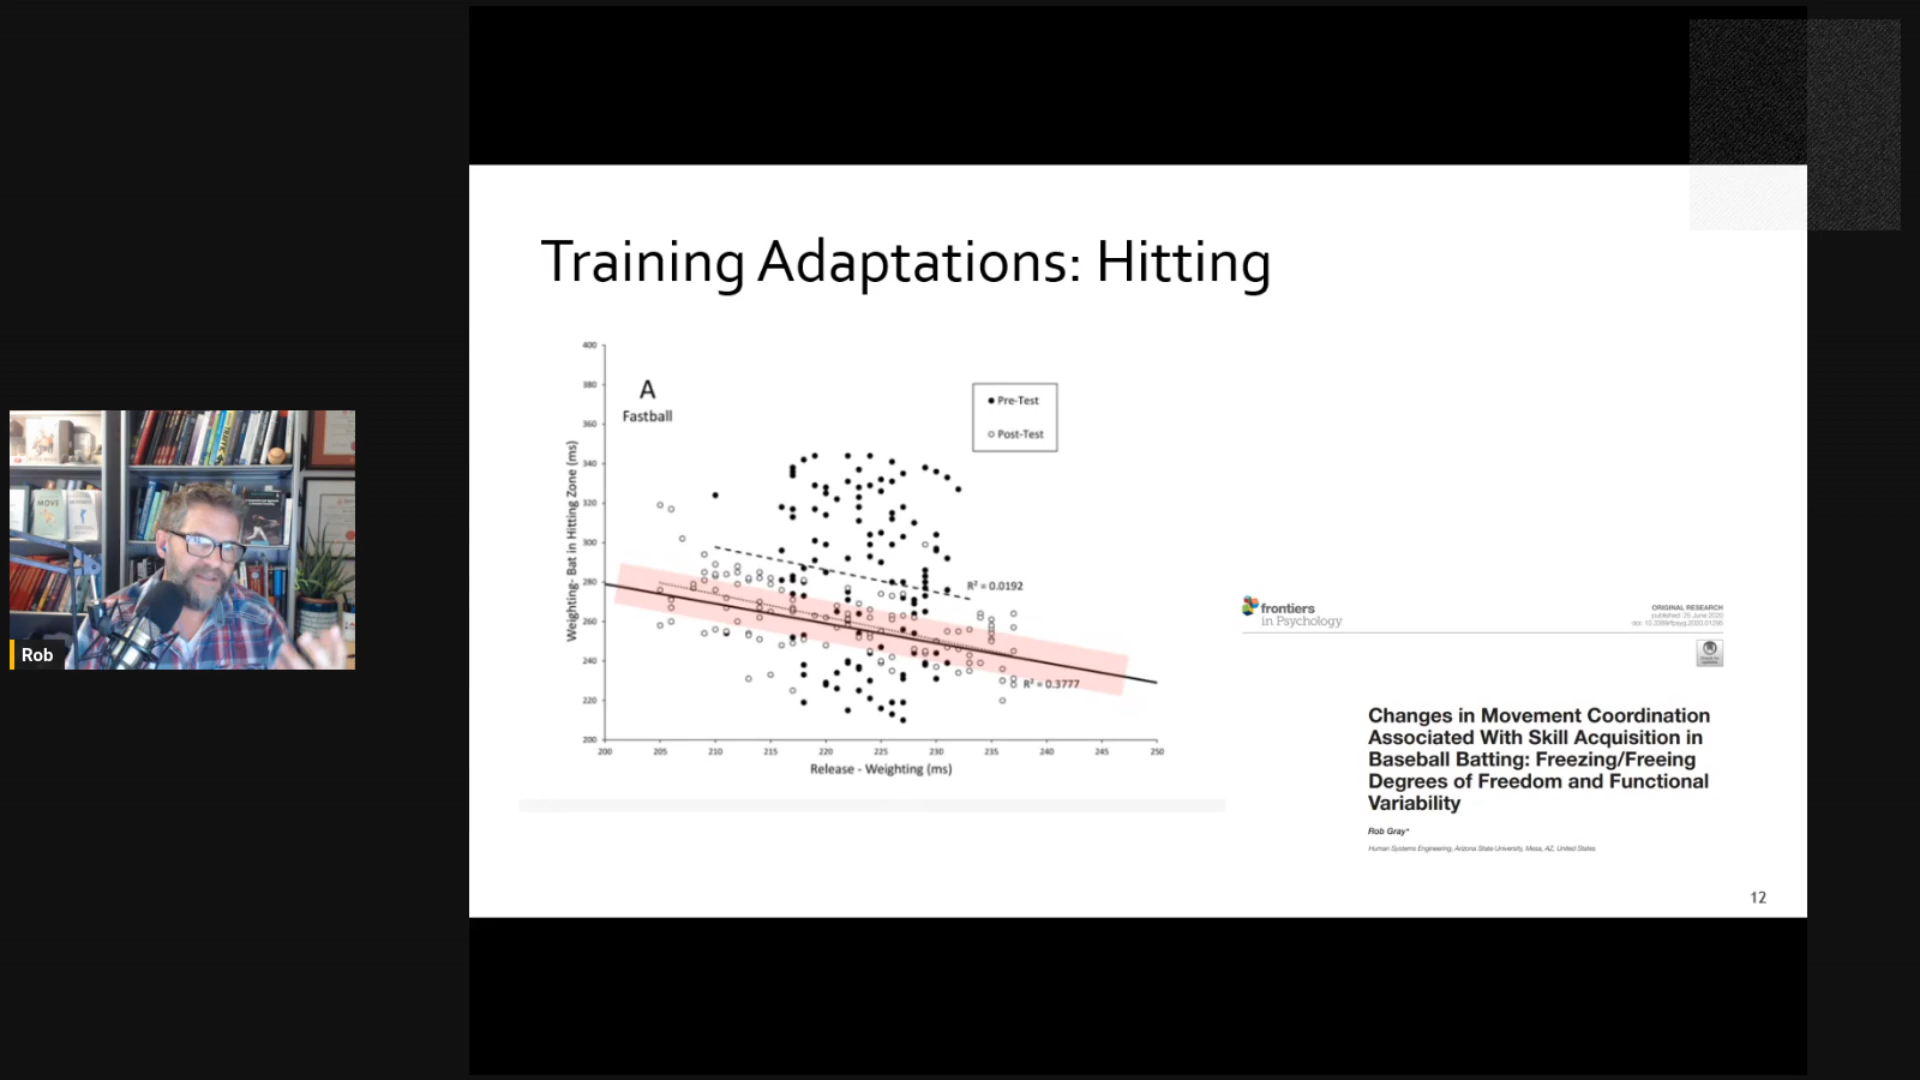 Training Adaptations: Hitting
400
380
360
340
320
300
280
260
240
220
200
Weighting- Bat in Hitting Zone (ms)
A
Fastball
Pre-Test
Post-Test
R² = 0.0192
R² = 0.3777
200 205 210 215 220 225 230 235 240 245 250
Release - Weighting (ms)
frontiers
in Psychology
ORIGINAL RESEARCH
Changes in Movement Coordination
Associated With Skill Acquisition in
Baseball Batting: Freezing/Freeing
Degrees of Freedom and Functional
Variability
Rob Gray*
Human Systems Engineering, Arizona State University, Mesa, AZ, United States
12
MOVE
Rob